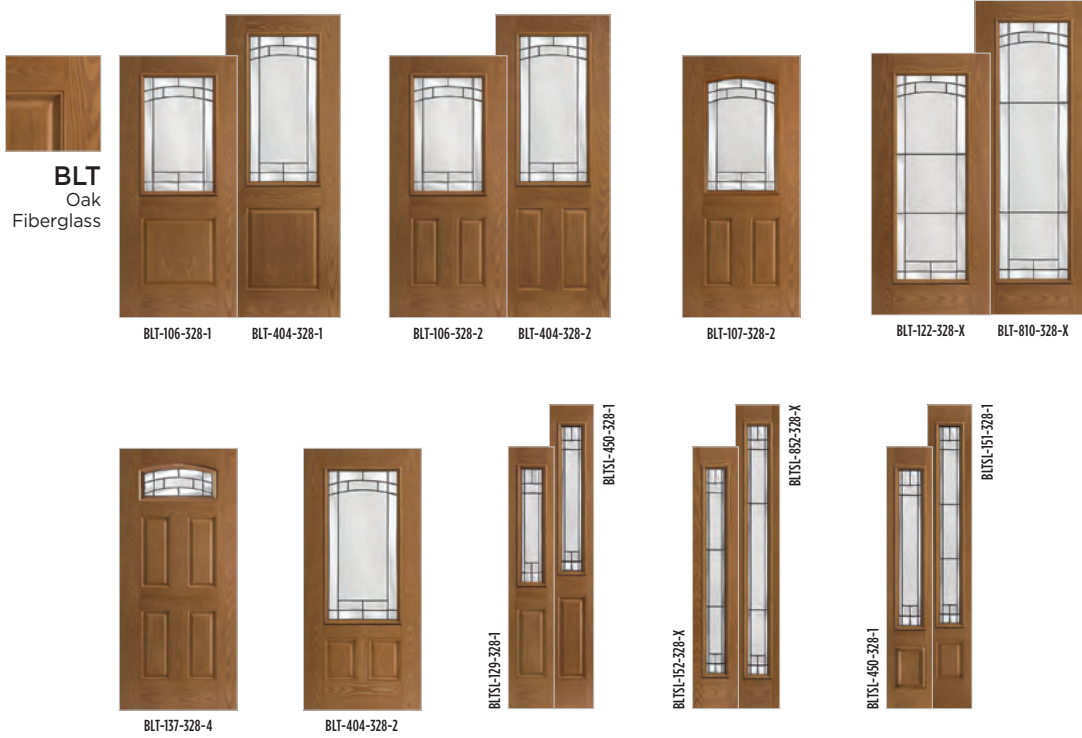 BLT
Oak
Fiberglass
BLT-106-328-1
BLT-404-328-1
BLT-106-328-2
BLT-404-328-2
BLT-107-328-2
BLT-122-328-X
BLT-810-328-X
BLT-137-328-4
BLT-404-328-2
BLTSL-129-328-1
BLTSL-450-328-1
BLTSL-152-328-X
BLTSL-852-328-X
BLTSL-450-328-1
BLTSL-151-328-1